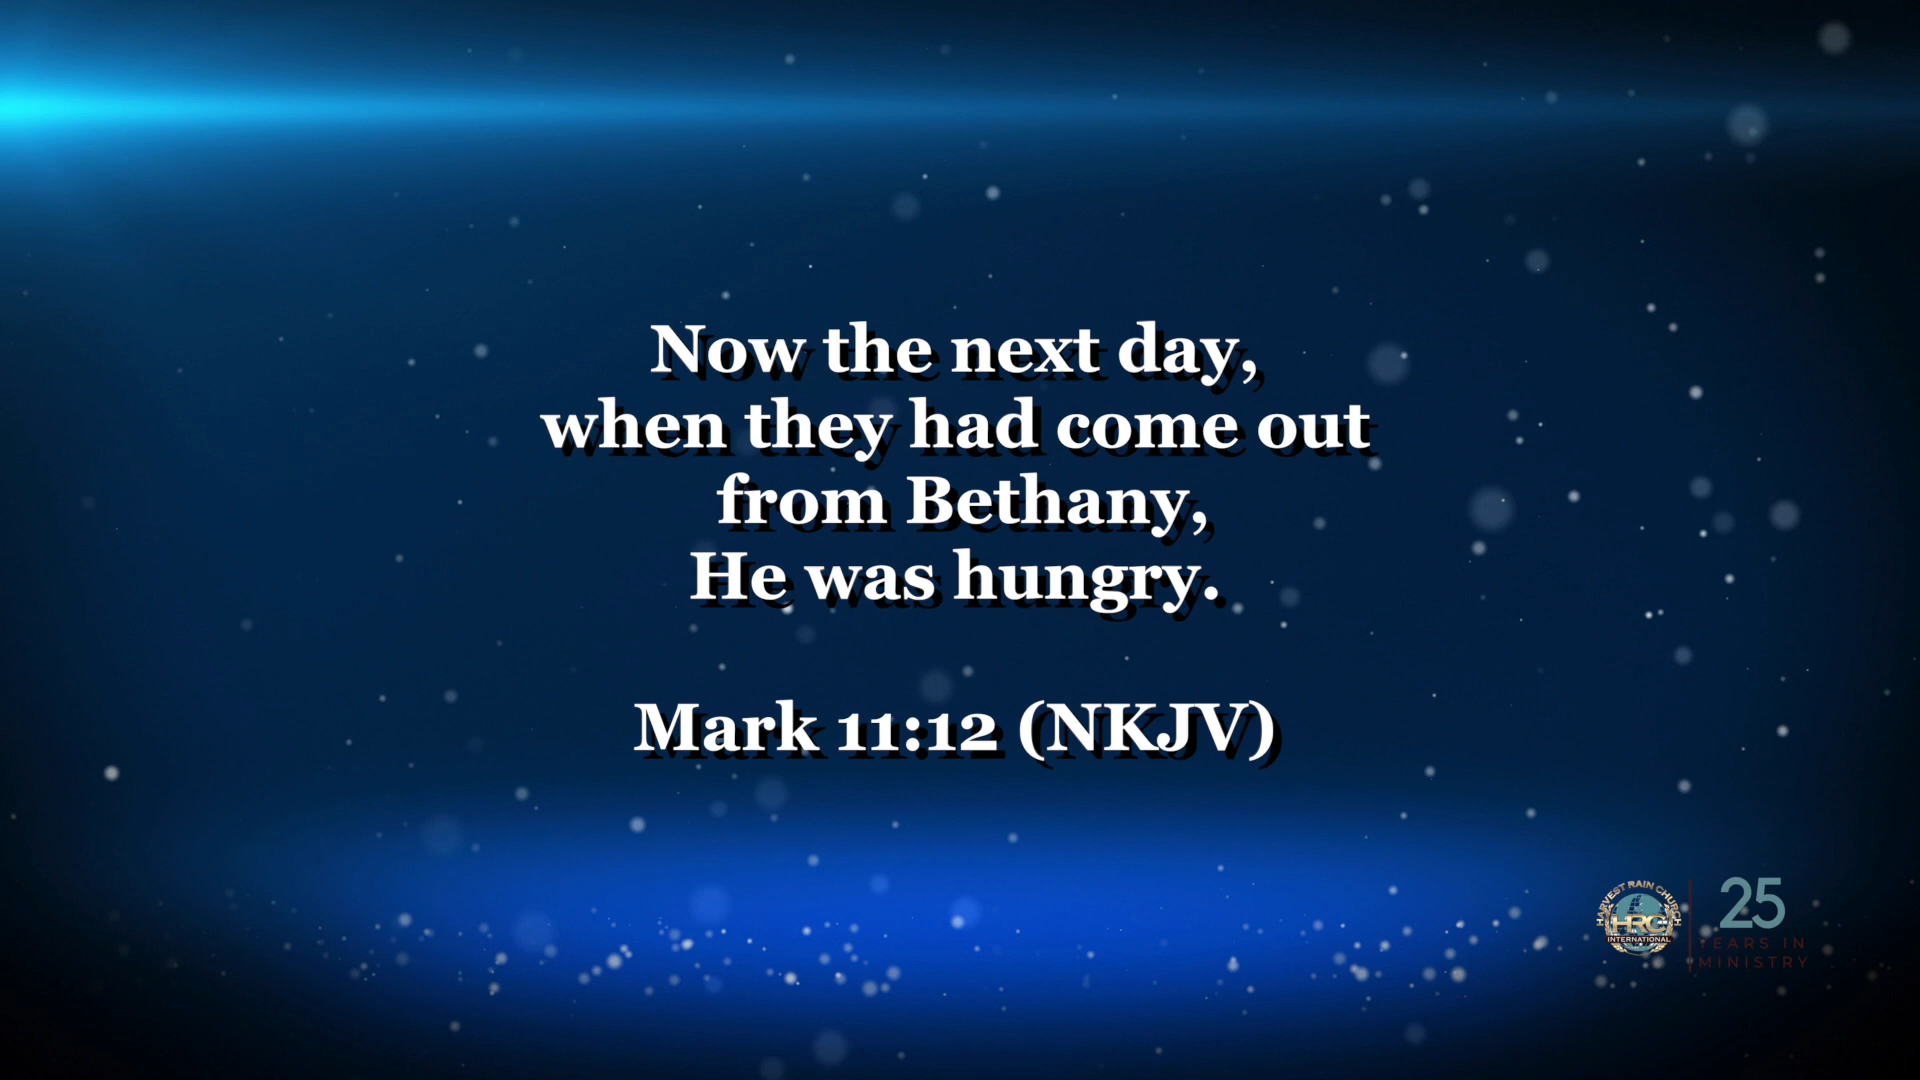 Now the next day,
when they had come out
from Bethany,
He was hungry.
Mark 11:12 (NKJV)
HARVEST RAIN CHURCH
HRC
INTERNATIONAL
25
YEARS IN
MINISTRY